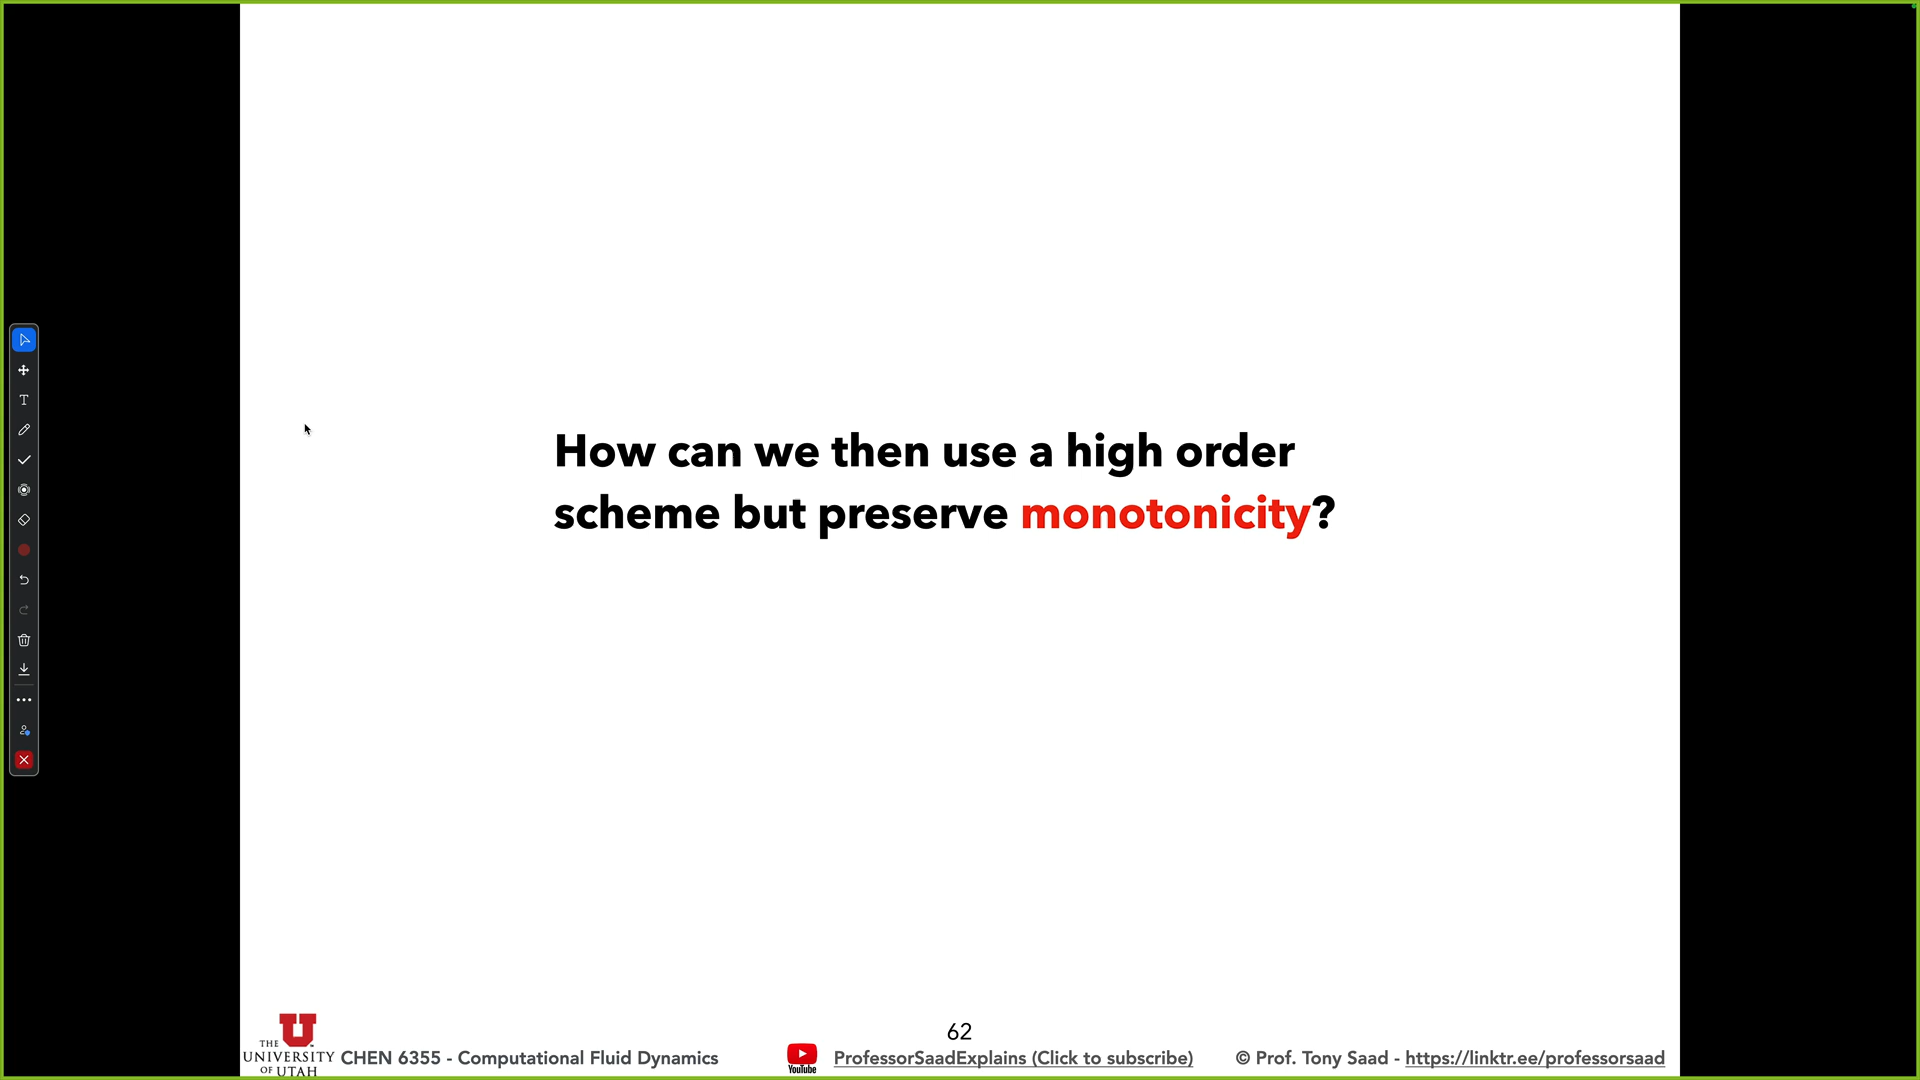 How can we then use a high order
scheme but preserve monotonicity?
62
THE
UNIVERSITY
OF UTAH
CHEN 6355 - Computational Fluid Dynamics
YouTube
ProfessorSaadExplains (Click to subscribe)
© Prof. Tony Saad - https://linktr.ee/professorsaad